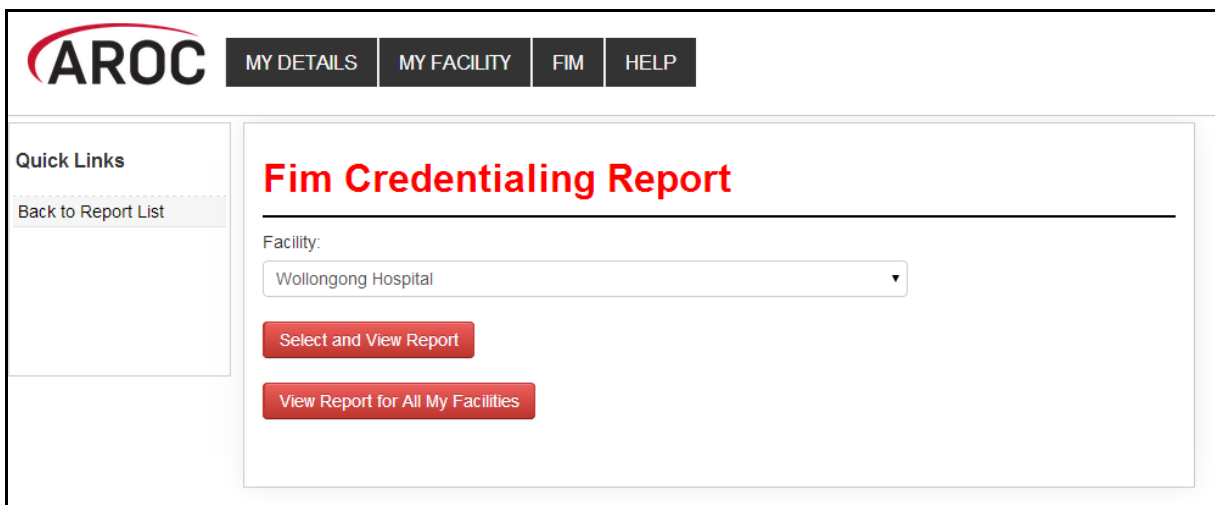 AROC
MY DETAILS MY FACILITY FIM HELP
Quick Links
Back to Report List
Fim Credentialing Report
Facility:
Wollongong Hospital
Select and View Report
View Report for All My Facilities